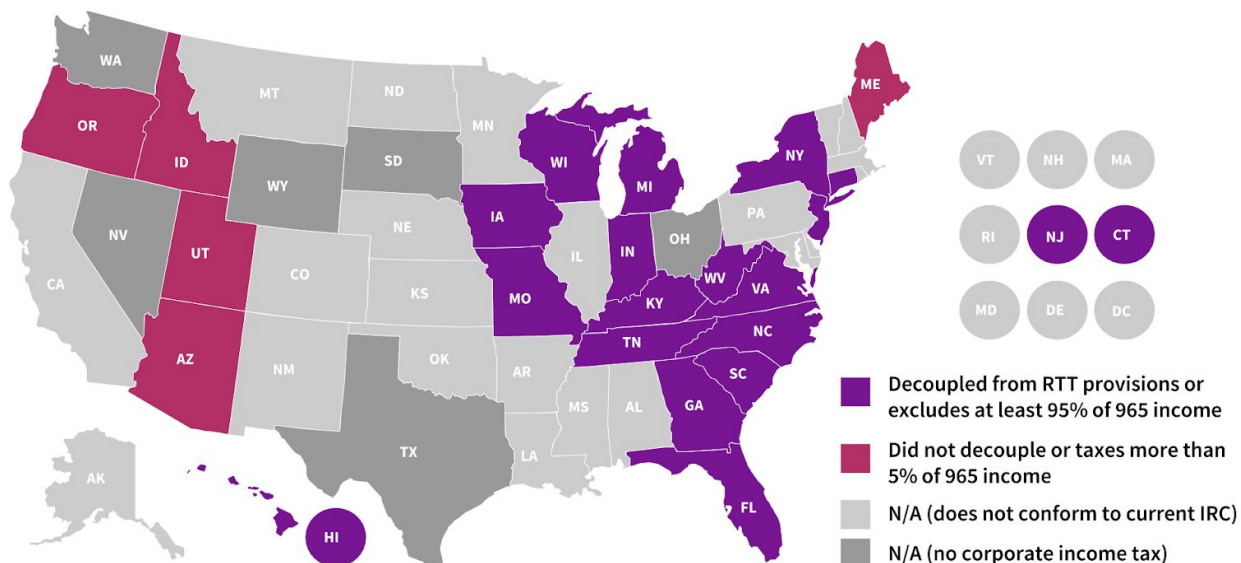 WA
MT
ND
MN
OR
ID
SD
WI
MI
NY
ME
WY
IA
NE
PA
NV
UT
CO
IL
IN
OH
WV
VA
CA
KS
MO
KY
NC
TN
AZ
NM
OK
AR
SC
MS
AL
GA
TX
LA
FL
AK
HI
VT NH MA
RI NJ CT
MD DE DC
Decoupled from RTT provisions or
excludes at least 95% of 965 income
Did not decouple or taxes more than
5% of 965 income
N/A (does not conform to current IRC)
N/A (no corporate income tax)